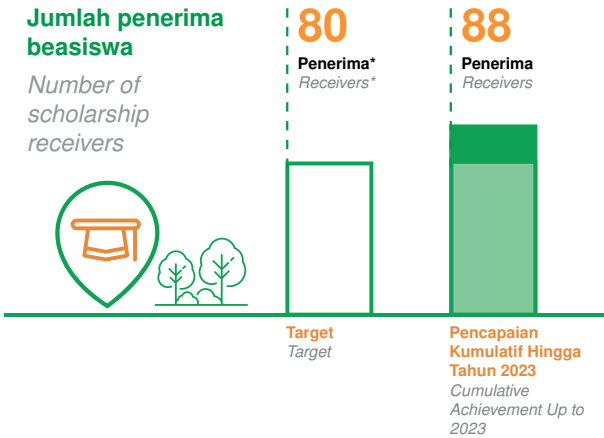 Jumlah penerima
beasiswa
Number of
scholarship
receivers
80
Penerima*
Receivers*
88
Penerima
Receivers
Target
Target
Pencapaian
Kumulatif Hingga
Tahun 2023
Cumulative
Achievement Up to
2023